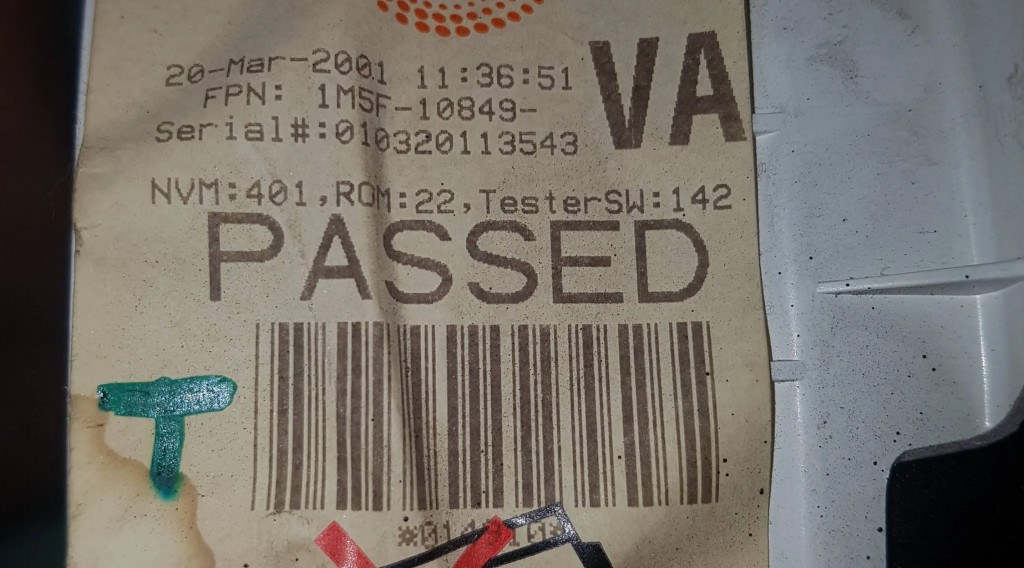 VA
20-Mar-2001 11:36:51
FPN: 1M5F-10849-
Serial#:010320113543
NVM:401,ROM:22,TesterSW:142
PASSED
T